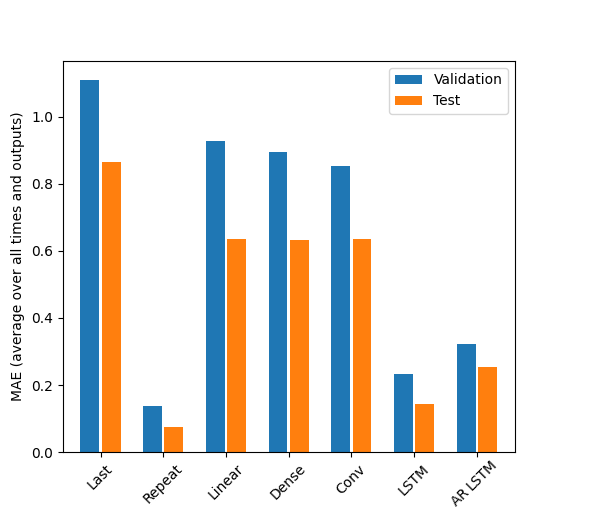 Validation
Test
MAE (average over all times and outputs)
1.0
0.8
0.6
0.4
0.2
0.0
Last
Repeat
Linear
Dense
Conv
LSTM
AR LSTM